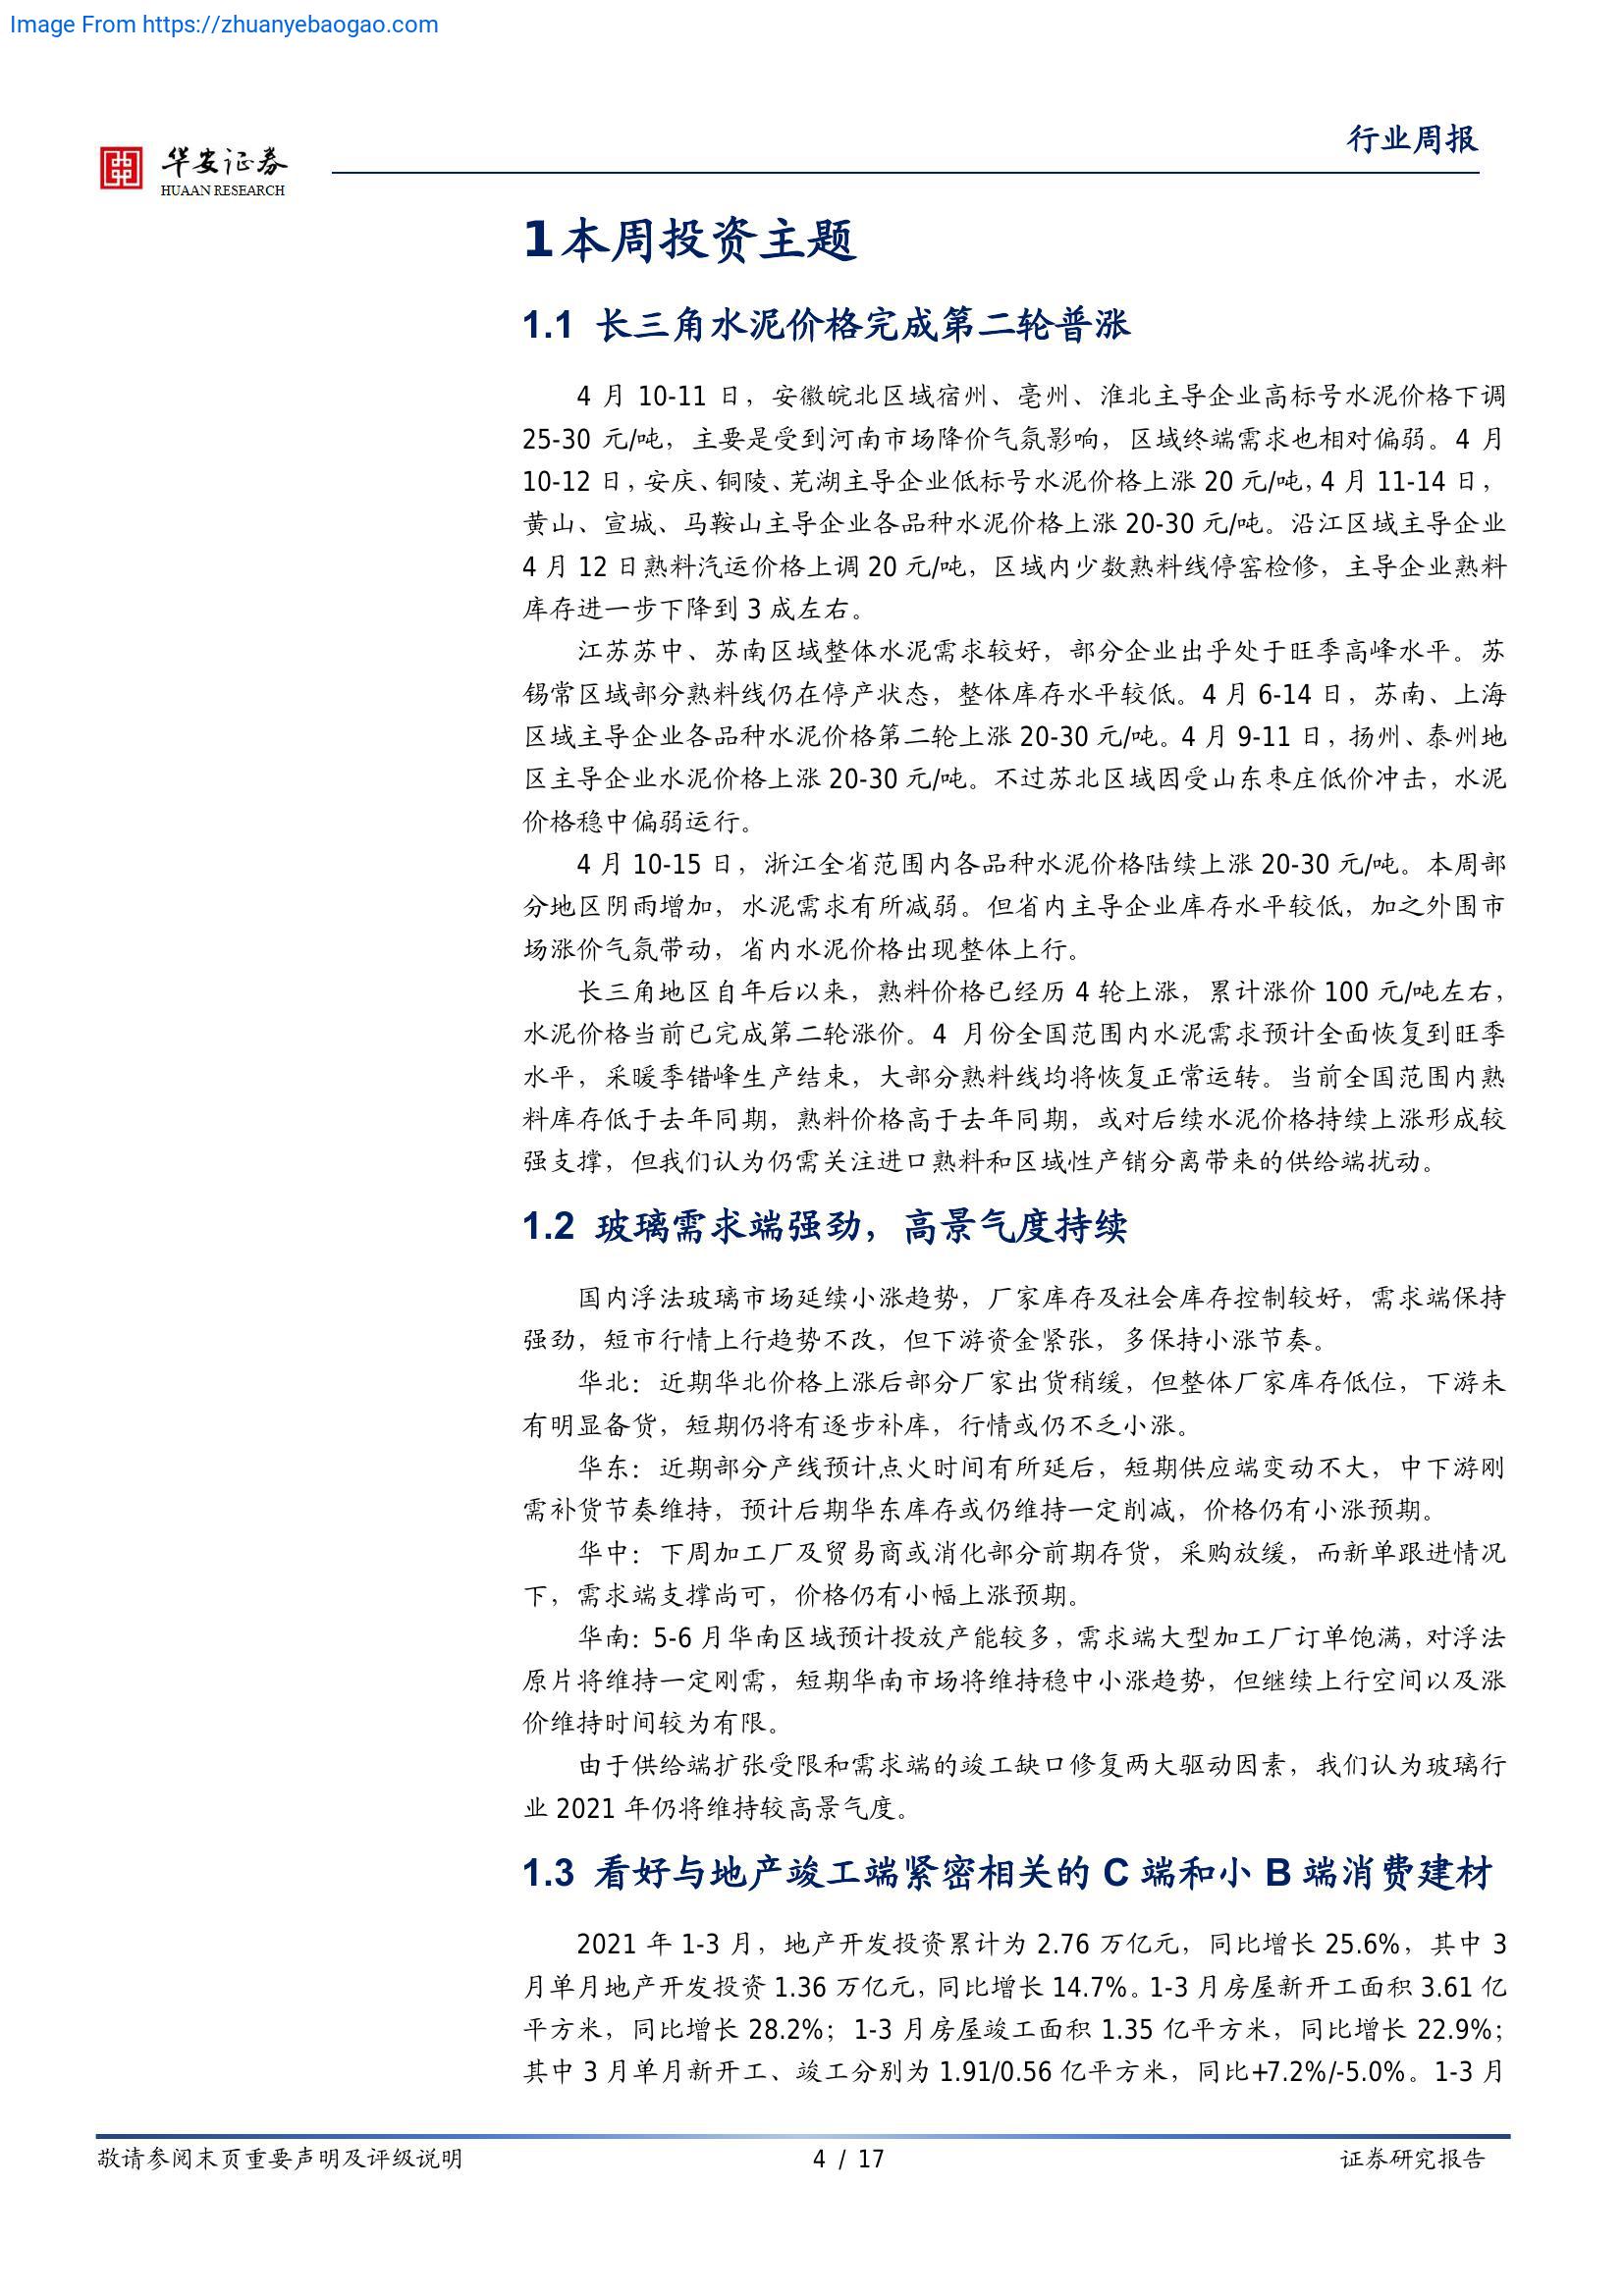 Image From https://zhuanyebaogao.com
行业周报
华安证券
HUAAN RESEARCH
1本周投资主题
1.1 长三角水泥价格完成第二轮普涨
4 月 10-11 日，安徽皖北区域宿州、亳州、淮北主导企业高标号水泥价格下调
25-30 元/吨，主要是受到河南市场降价气氛影响，区域终端需求也相对偏弱。4 月
10-12 日，安庆、铜陵、芜湖主导企业低标号水泥价格上涨 20 元/吨，4 月 11-14 日，
黄山、宣城、马鞍山主导企业各品种水泥价格上涨 20-30 元/吨。沿江区域主导企业
4 月 12 日熟料汽运价格上调 20 元/吨，区域内少数熟料线停窑检修，主导企业熟料
库存进一步下降到 3 成左右。
江苏苏中、苏南区域整体水泥需求较好，部分企业出乎处于旺季高峰水平。苏
锡常区域部分熟料线仍在停产状态，整体库存水平较低。4 月 6-14 日，苏南、上海
区域主导企业各品种水泥价格第二轮上涨 20-30 元/吨。4 月 9-11 日，扬州、泰州地
区主导企业水泥价格上涨 20-30 元/吨。不过苏北区域因受山东枣庄低价冲击，水泥
价格稳中偏弱运行。
4 月 10-15 日，浙江全省范围内各品种水泥价格陆续上涨 20-30 元/吨。本周部
分地区阴雨增加，水泥需求有所减弱。但省内主导企业库存水平较低，加之外围市
场涨价气氛带动，省内水泥价格出现整体上行。
长三角地区自年后以来，熟料价格已经历 4 轮上涨，累计涨价 100 元/吨左右，
水泥价格当前已完成第二轮涨价。4 月份全国范围内水泥需求预计全面恢复到旺季
水平，采暖季错峰生产结束，大部分熟料线均将恢复正常运转。当前全国范围内熟
料库存低于去年同期，熟料价格高于去年同期，或对后续水泥价格持续上涨形成较
强支撑，但我们认为仍需关注进口熟料和区域性产销分离带来的供给端扰动。
1.2 玻璃需求端强劲，高景气度持续
国内浮法玻璃市场延续小涨趋势，厂家库存及社会库存控制较好，需求端保持
强劲，短市行情上行趋势不改，但下游资金紧张，多保持小涨节奏。
华北：近期华北价格上涨后部分厂家出货稍缓，但整体厂家库存低位，下游未
有明显备货，短期仍将有逐步补库，行情或仍不乏小涨。
华东：近期部分产线预计点火时间有所延后，短期供应端变动不大，中下游刚
需补货节奏维持，预计后期华东库存或仍维持一定削减，价格仍有小涨预期。
华中：下周加工厂及贸易商或消化部分前期存货，采购放缓，而新单跟进情况
下，需求端支撑尚可，价格仍有小幅上涨预期。
华南：5-6 月华南区域预计投放产能较多，需求端大型加工厂订单饱满，对浮法
原片将维持一定刚需，短期华南市场将维持稳中小涨趋势，但继续上行空间以及涨
价维持时间较为有限。
由于供给端扩张受限和需求端的竣工缺口修复两大驱动因素，我们认为玻璃行
业 2021 年仍将维持较高景气度。
1.3 看好与地产竣工端紧密相关的 C 端和小 B 端消费建材
2021 年 1-3 月，地产开发投资累计为 2.76 万亿元，同比增长 25.6%，其中 3
月单月地产开发投资 1.36 万亿元，同比增长 14.7%。1-3 月房屋新开工面积 3.61 亿
平方米，同比增长 28.2%；1-3 月房屋竣工面积 1.35 亿平方米，同比增长 22.9%；
其中 3 月单月新开工、竣工分别为 1.91/0.56 亿平方米，同比+7.2%/-5.0%。1-3 月
敬请参阅末页重要声明及评级说明
4 / 17
证券研究报告